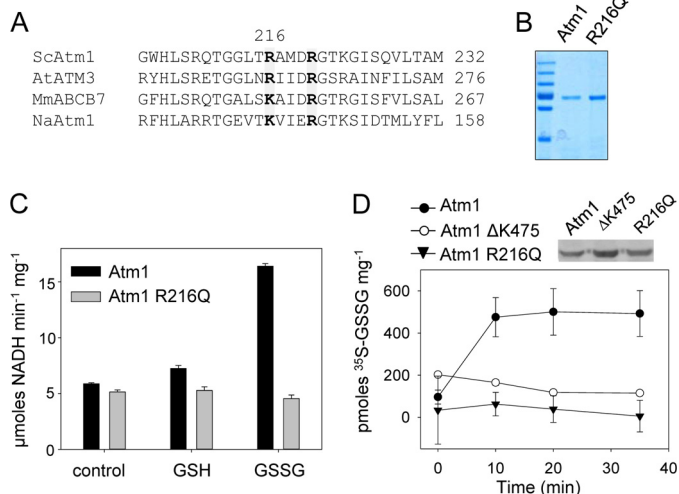 A
216
ScAtm1 GWHLSRQTGGLTRAMDRGTKGISQVLTAM 232
AtATM3 RYHLSRETGGLNRIIDRGSRAINFILSAM 276
MmABCB7 GFHLSRQTGALSKAIDRGTRGISFVLSAL 267
NaAtm1 RFHLARRTGEVTKVIERGTKSIDTMLYFL 158
B
Atm1 R216Q
C
Atm1
Atm1 R216Q
µmoles NADH min⁻¹ mg⁻¹
15
10
5
0
control GSH GSSG
D
Atm1
Atm1 ΔK475
Atm1 R216Q
Atm1 ΔK475 R216Q
pmoles ³⁵S-GSSG mg⁻¹
600
400
200
0
0 10 20 30 40
Time (min)